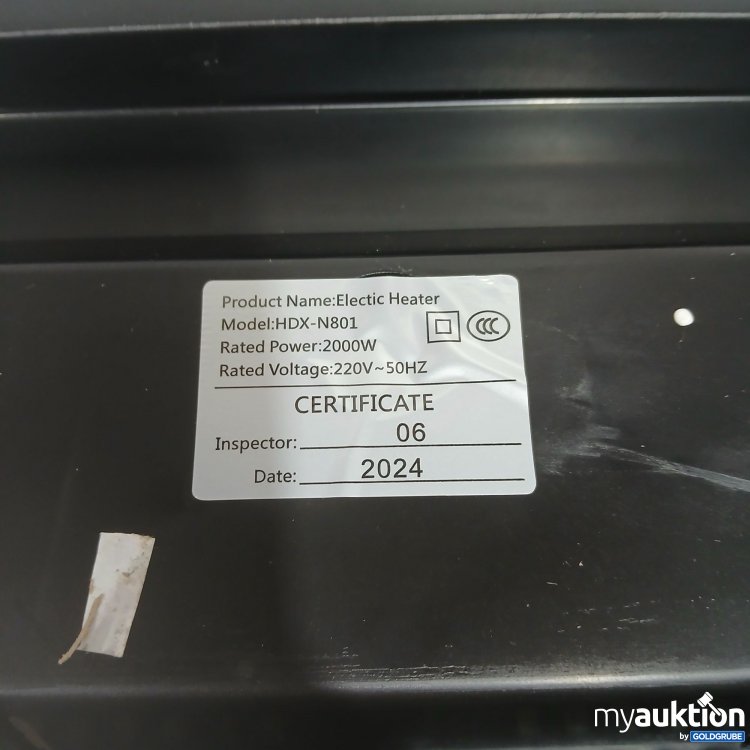 Product Name:Electic Heater
Model:HDX-N801
CCC
Rated Power:2000W
Rated Voltage:220V~50HZ
CERTIFICATE
Inspector: 06
Date: 2024
myauktion
by GOLDGRUBE